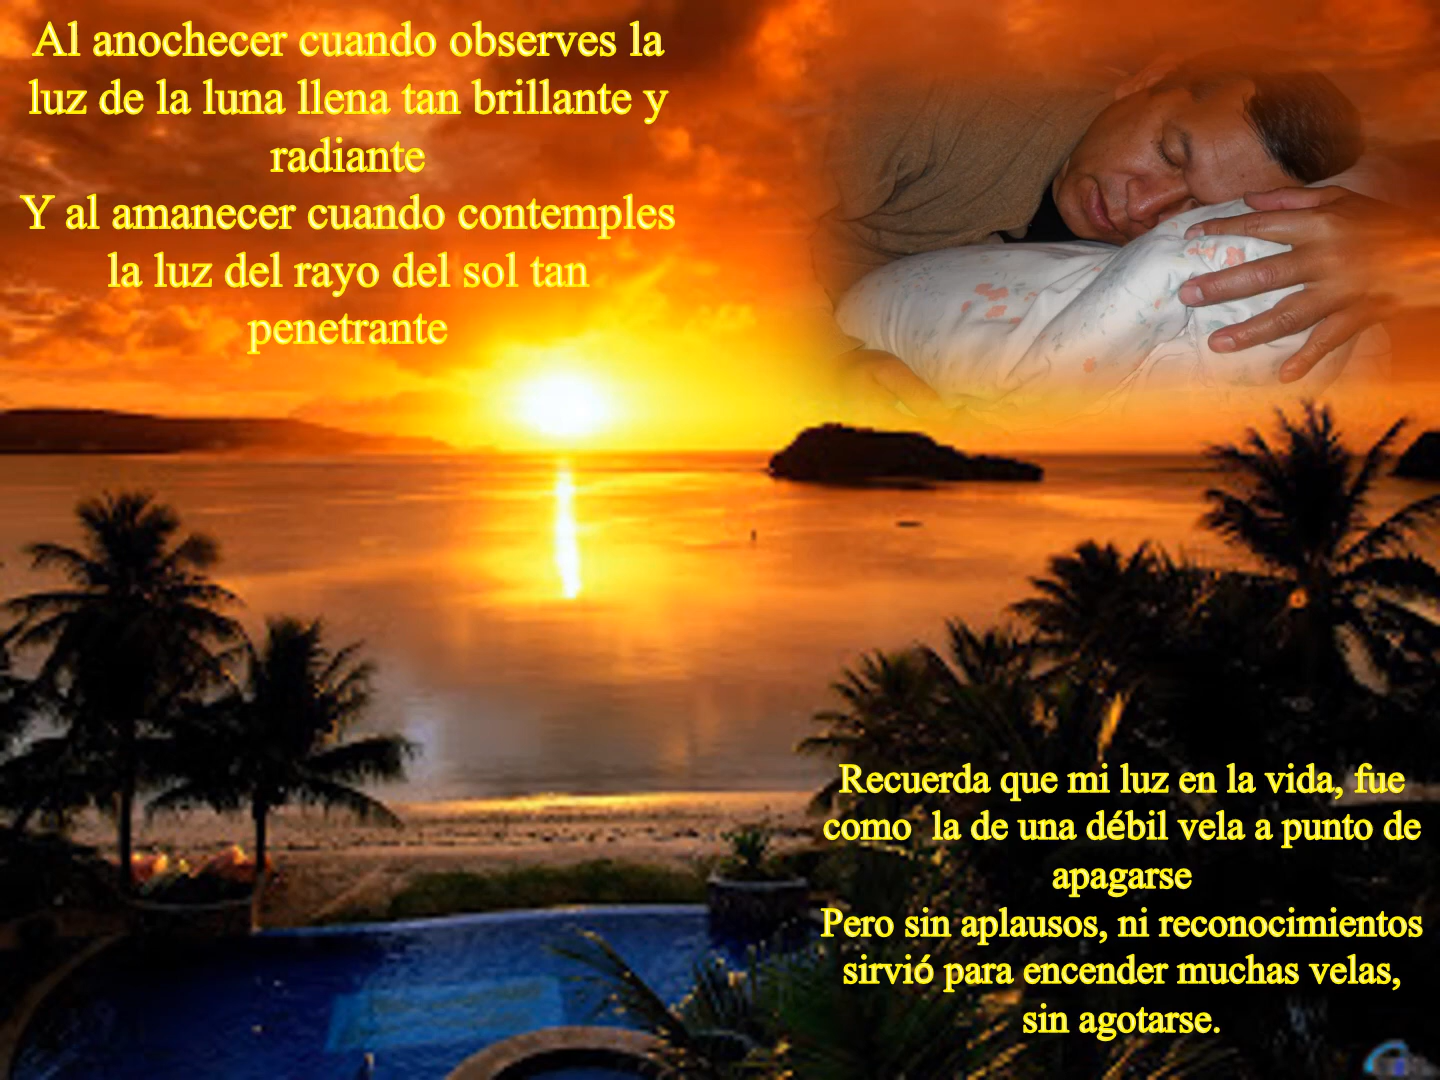 Al anochecer cuando observes la
luz de la luna llena tan brillante y
radiante
Y al amanecer cuando contemples
la luz del rayo del sol tan
penetrante
Recuerda que mi luz en la vida, fue
como  la de una débil vela a punto de
apagarse
Pero sin aplausos, ni reconocimientos
sirvió para encender muchas velas,
sin agotarse.